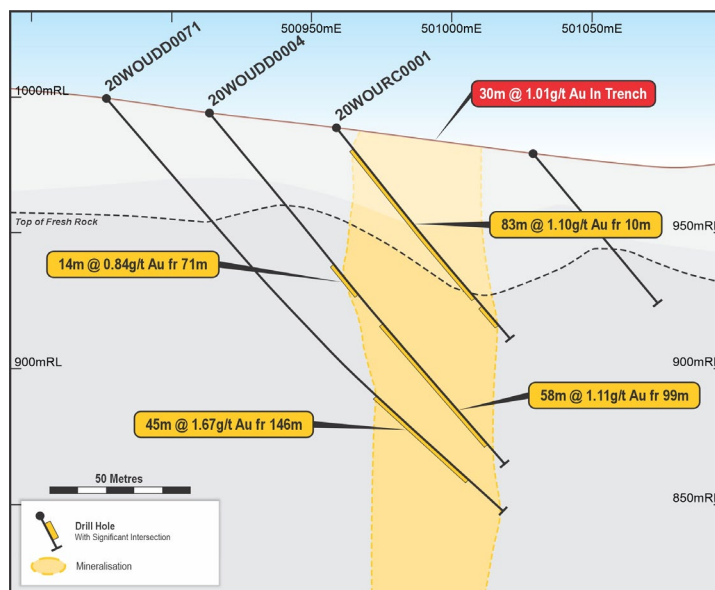 500950mE
501000mE
501050mE
20WOUDD0071
20WOUDD0004
20WOURC0001
1000mRL
30m @ 1.01g/t Au In Trench
Top of Fresh Rock
83m @ 1.10g/t Au fr 10m
950mRL
14m @ 0.84g/t Au fr 71m
900mRL
900mRL
58m @ 1.11g/t Au fr 99m
45m @ 1.67g/t Au fr 146m
50 Metres
850mRL
Drill Hole
With Significant Intersection
Mineralisation